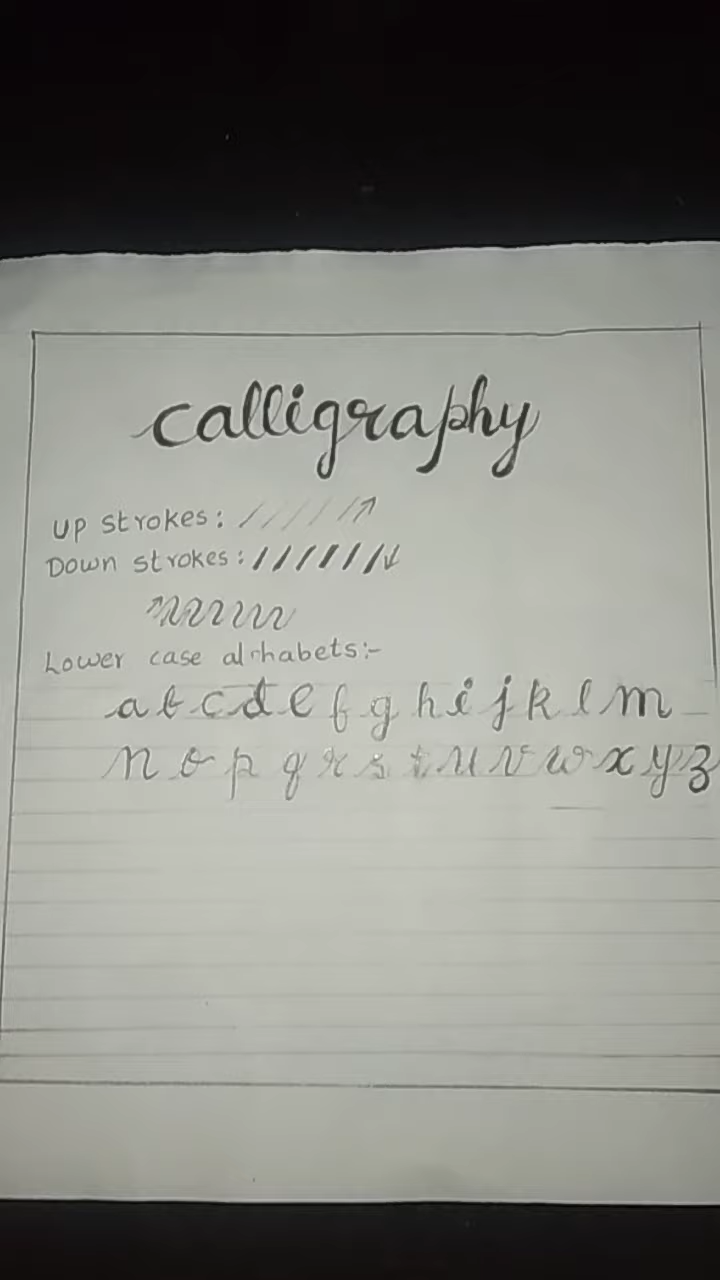 calligraphy
UP strokes:
Down strokes:
Lower case alphabets:-
a b c d e f g h i j k l m
n o p q r s t u v w x y z